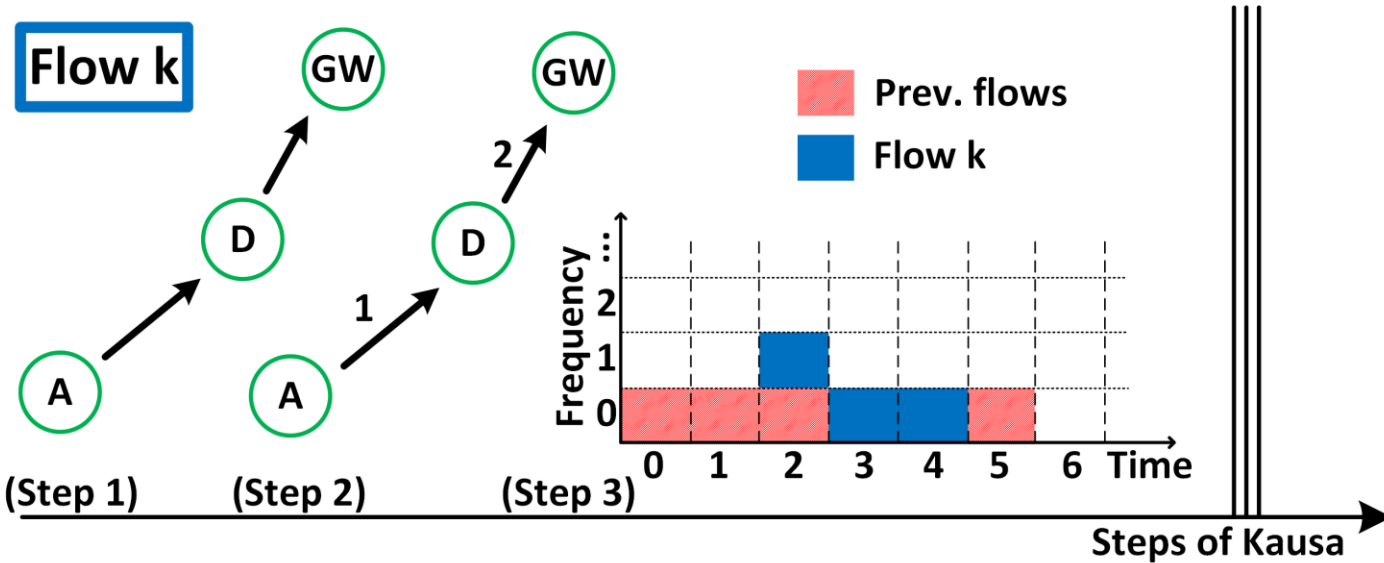 Flow k
GW
GW
D
D
A
A
1
2
Prev. flows
Flow k
Frequency
...
2
1
0
0 1 2 3 4 5 6 Time
(Step 1) (Step 2) (Step 3)
Steps of Kausa